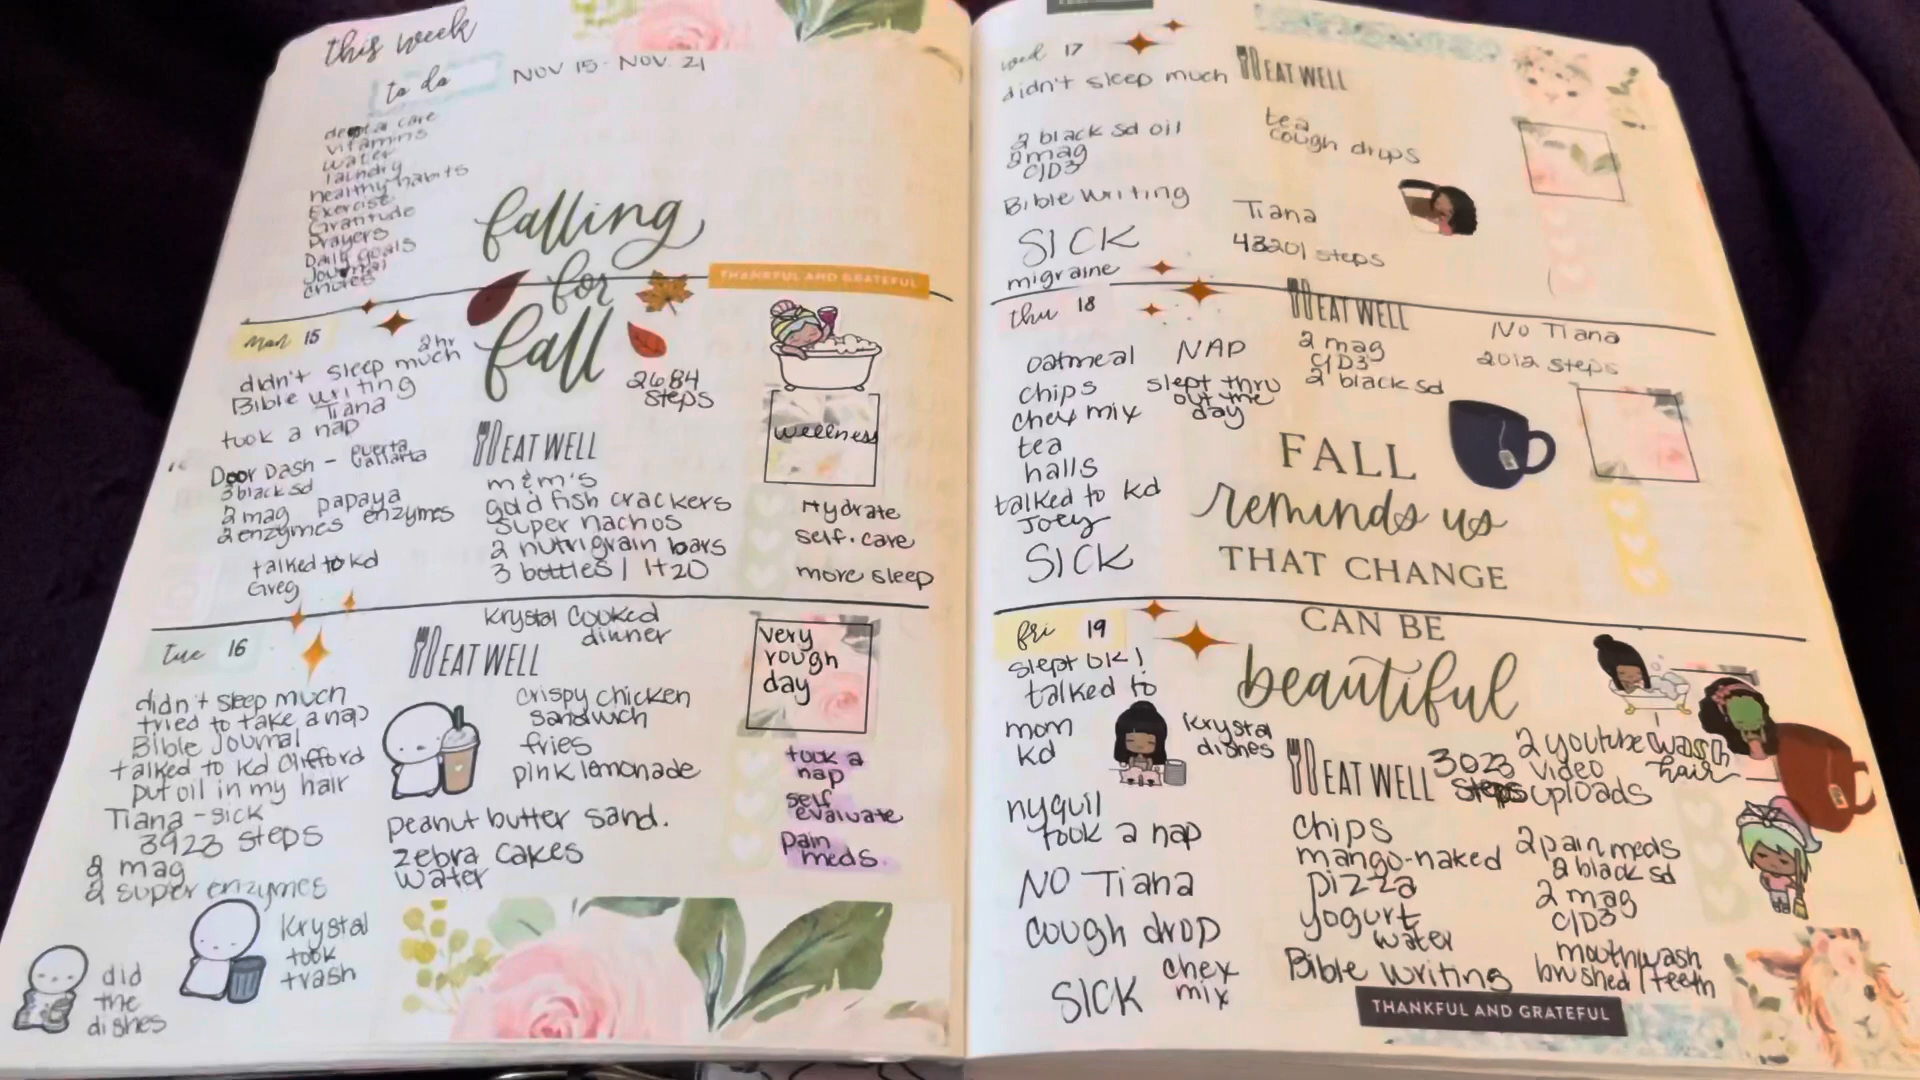 this week
to do
NOV 15 - NOV. 21
care
vitamins
water
laundry
healthy habits
Exercise
Gratitude
Prayers
Daily goals
Journal
chores
falling
for
fall
THANKFUL AND GRATEFUL
mon 15
2hr
didn't sleep much
Bible writing
Tiana
took a nap
Door Dash - puerta
vallarta
3 black sd
2 mag papaya
2 enzymes enzymes
talked to kd
Greg
2684
steps
EAT WELL
m&m's
gold fish crackers
super nachos
2 nutrigrain bars
3 bottles | 1t20
wellness
Hydrate
self-care
more sleep
tue 16
didn't sleep much
tried to take a nap
Bible Journal
talked to kd Clifford
put oil in my hair
Tiana - sick
3923 steps
2 mag
2 super enzymes
did
the
dishes
Krystal
took
trash
Krystal cooked
dinner
EAT WELL
crispy chicken
sandwich
fries
pink lemonade
peanut butter sand.
zebra cakes
water
very
rough
day
took a
nap
self
evaluate
pain
meds.
wed 17
didn't sleep much
2 black sd oil
2 mag
C/D3
Bible writing
SICK
migraine
EAT WELL
tea
cough drops
Tiana
43201 steps
thu 18
oatmeal
chips
chex mix
tea
halls
talked to kd
Joey
SICK
NAP
slept thru
out the
day
EAT WELL
2 mag
C/D3
2 black sd
No Tiana
2012 steps
FALL
reminds us
THAT CHANGE
CAN BE
beautiful
fri 19
slept ok!
talked to
mom
kd
Krystal
dishes
nyquil
took a nap
NO Tiana
cough drop
SICK chex
mix
EAT WELL
3023
steps
chips
mango-naked
pizza
yogurt
water
Bible writing
2 youtube
video
uploads
wash
hair
2 pain meds
2 black sd
2 mag
C/D3
mouthwash
brushed teeth
THANKFUL AND GRATEFUL